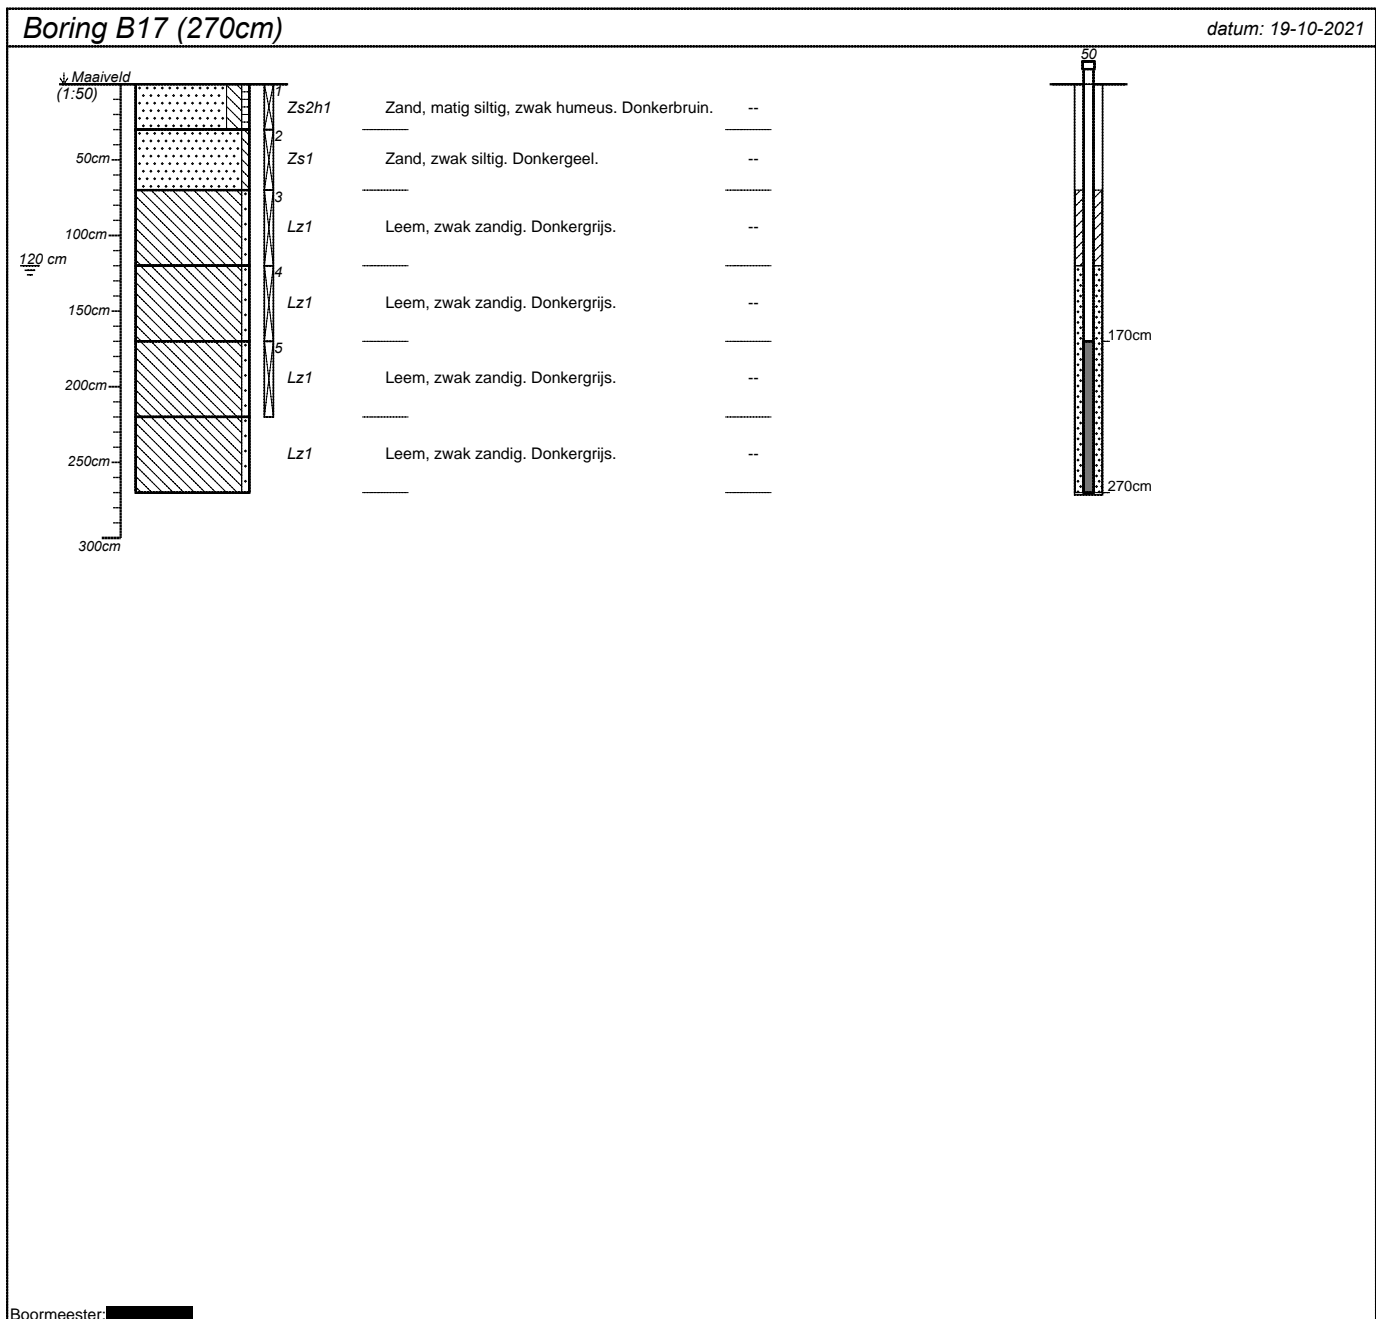 Boring B17 (270cm)
datum: 19-10-2021
50
Maaiveld
(1:50)
1
Zs2h1 Zand, matig siltig, zwak humeus. Donkerbruin. --
2
50cm Zs1 Zand, zwak siltig. Donkergeel. --
3
100cm Lz1 Leem, zwak zandig. Donkergrijs. --
120 cm
4
150cm Lz1 Leem, zwak zandig. Donkergrijs. --
170cm
5
200cm Lz1 Leem, zwak zandig. Donkergrijs. --
250cm Lz1 Leem, zwak zandig. Donkergrijs. --
270cm
300cm
Boormeester: